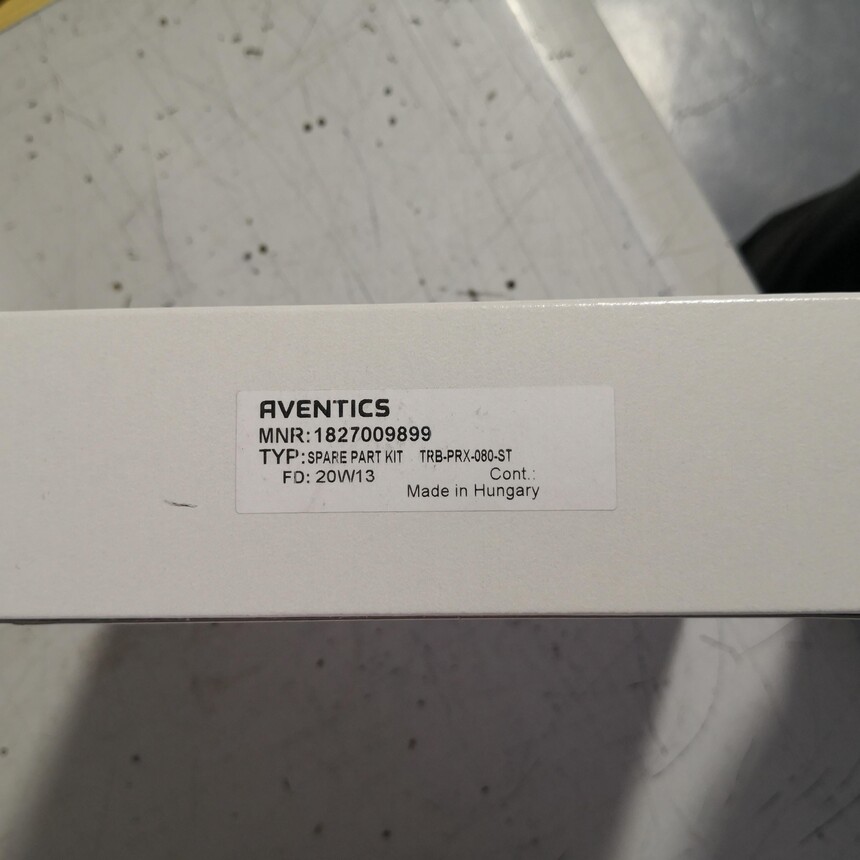 AVENTICS
MNR:1827009899
TYP:SPARE PART KIT TRB-PRX-080-ST
FD: 20W13 Cont.:
Made in Hungary